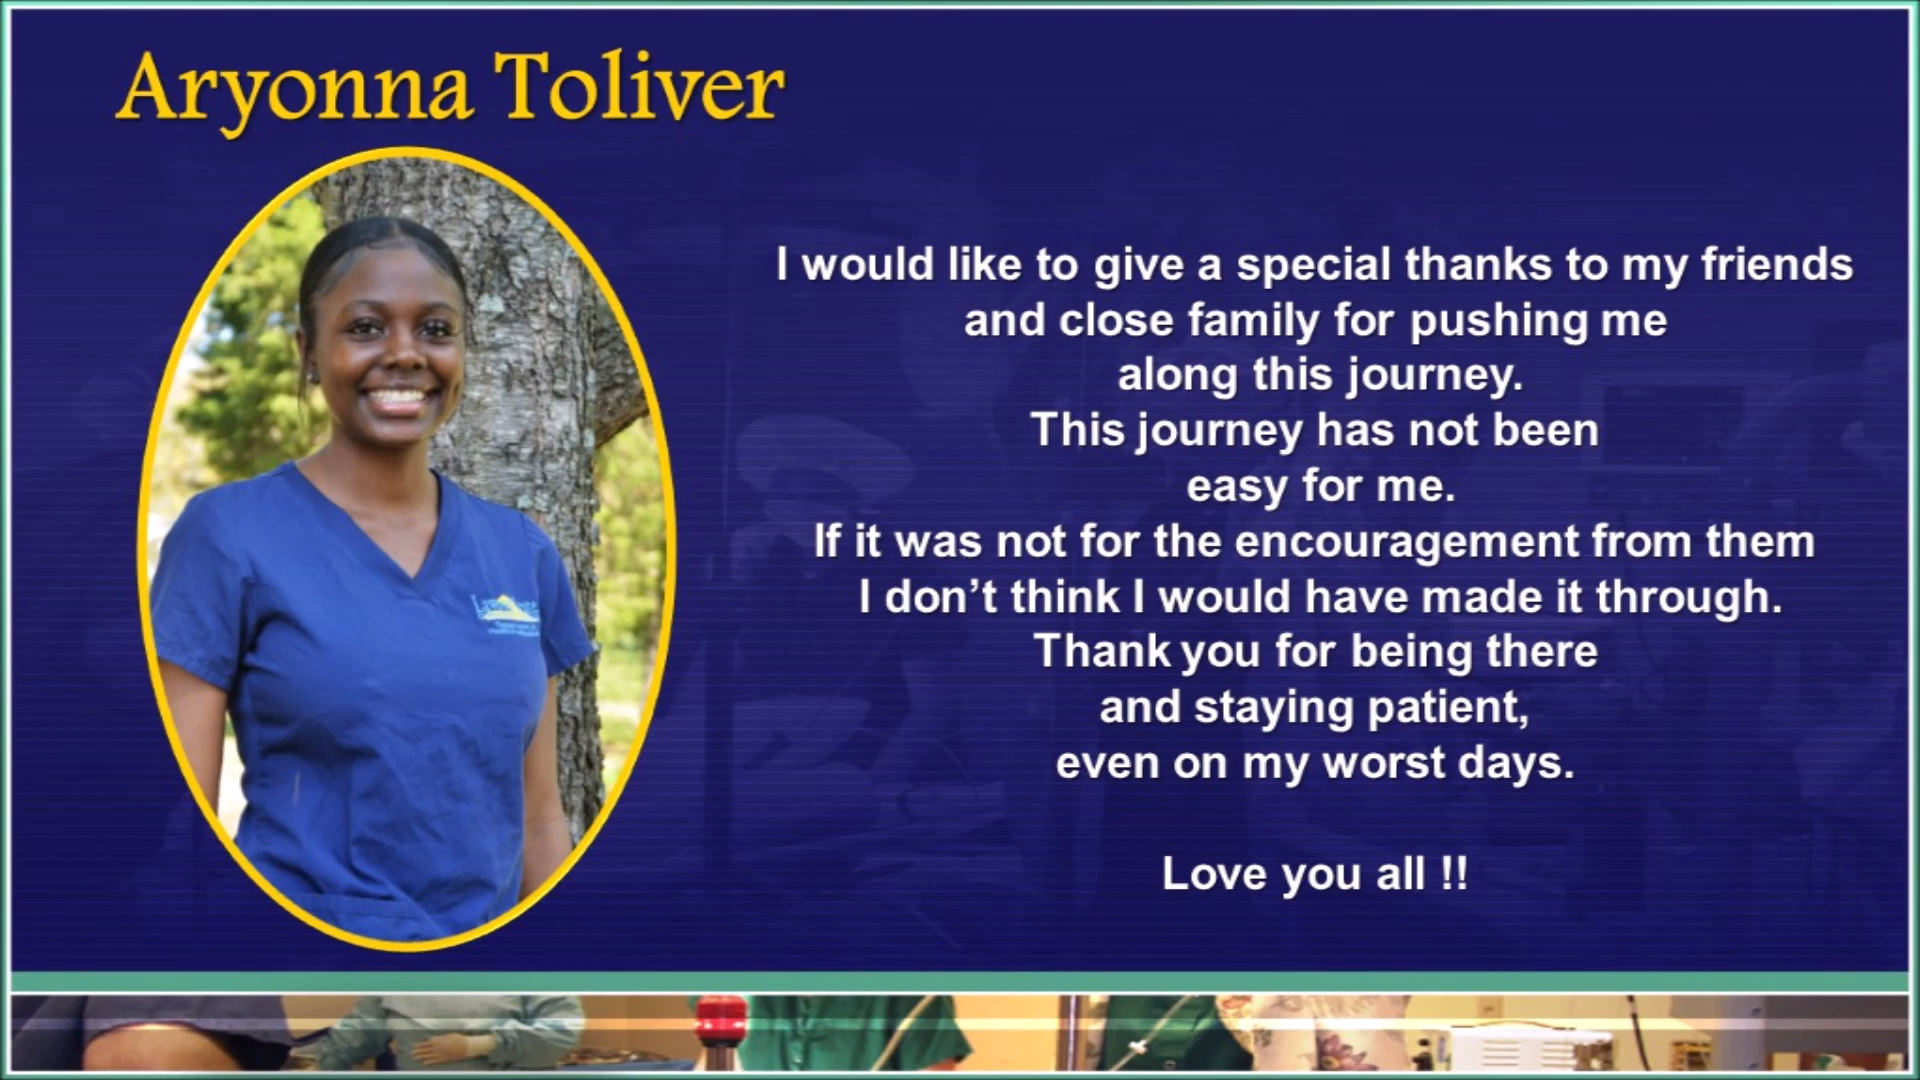 Aryonna Toliver
I would like to give a special thanks to my friends
and close family for pushing me
along this journey.
This journey has not been
easy for me.
If it was not for the encouragement from them
I don’t think I would have made it through.
Thank you for being there
and staying patient,
even on my worst days.
Love you all !!